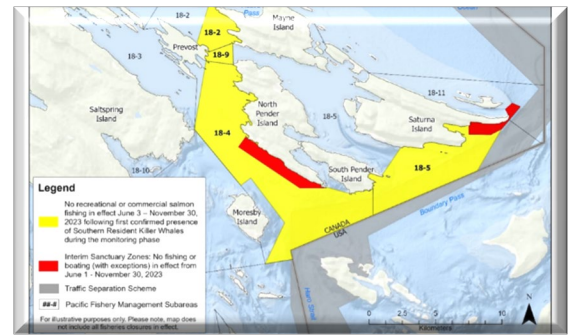 Mayne
Island
Pass
18-2
18-2
Prevost
18-9
18-3
18-11
Saltspring
Island
North
Pender
Island
18-5
Saturna
Island
18-4
18-5
South Pender
Island
18-10
Moresby
Island
Boundary Pass
CANADA
USA
Haro Strait
Legend
No recreational or commercial salmon
fishing in effect June 3 – November 30,
2023 following first confirmed presence
of Southern Resident Killer Whales
during the monitoring phase
Interim Sanctuary Zones: No fishing or
boating (with exceptions) in effect from
June 1 - November 30, 2023
Traffic Separation Scheme
##-# Pacific Fishery Management Subareas
For illustrative purposes only. Please note, map does
not include all fisheries closures in effect.
N
0 2.5 5 10
Kilometers